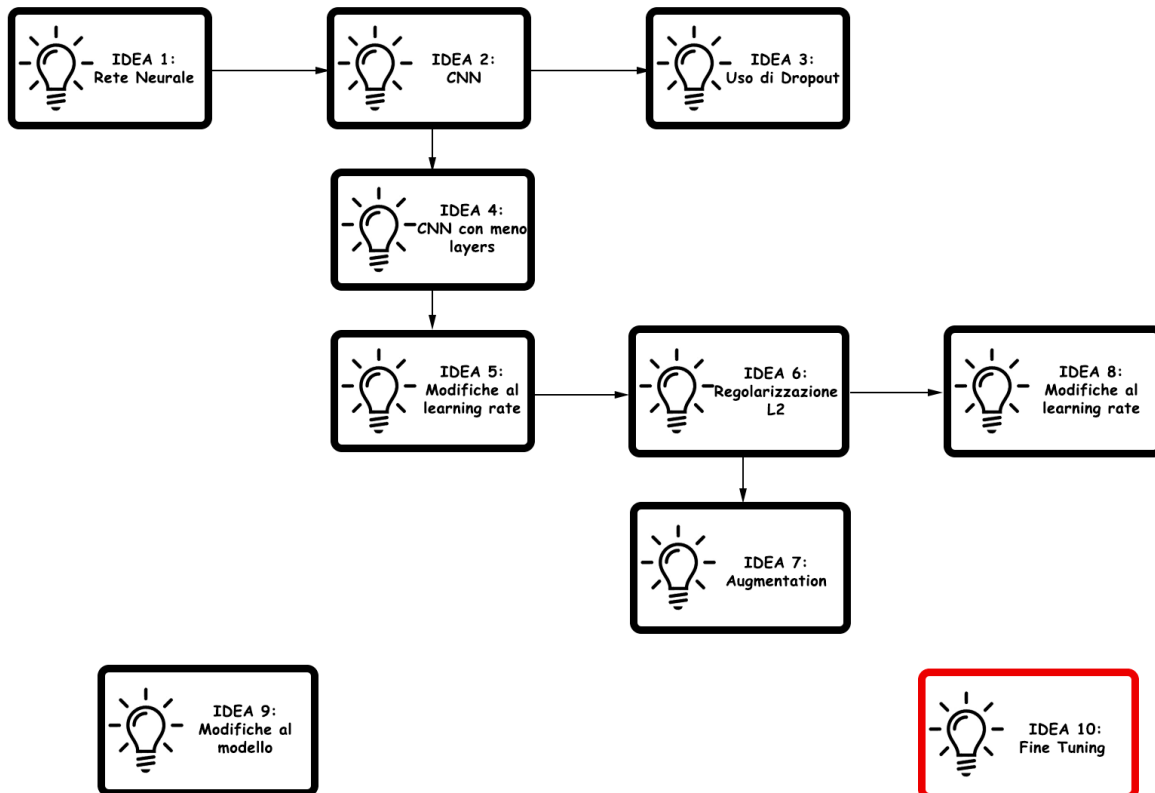 IDEA 1:
Rete Neurale
IDEA 2:
CNN
IDEA 3:
Uso di Dropout
IDEA 4:
CNN con meno
layers
IDEA 5:
Modifiche al
learning rate
IDEA 6:
Regolarizzazione
L2
IDEA 8:
Modifiche al
learning rate
IDEA 7:
Augmentation
IDEA 9:
Modifiche al
modello
IDEA 10:
Fine Tuning